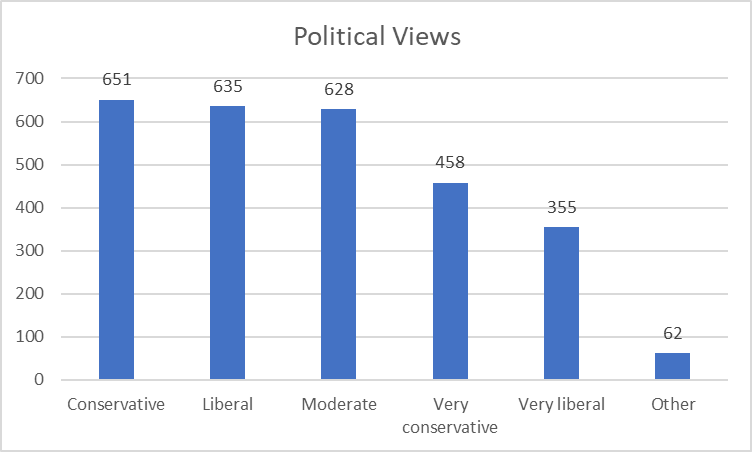 Political Views
700
600
500
400
300
200
100
0
651
635
628
458
355
62
Conservative
Liberal
Moderate
Very
conservative
Very liberal
Other